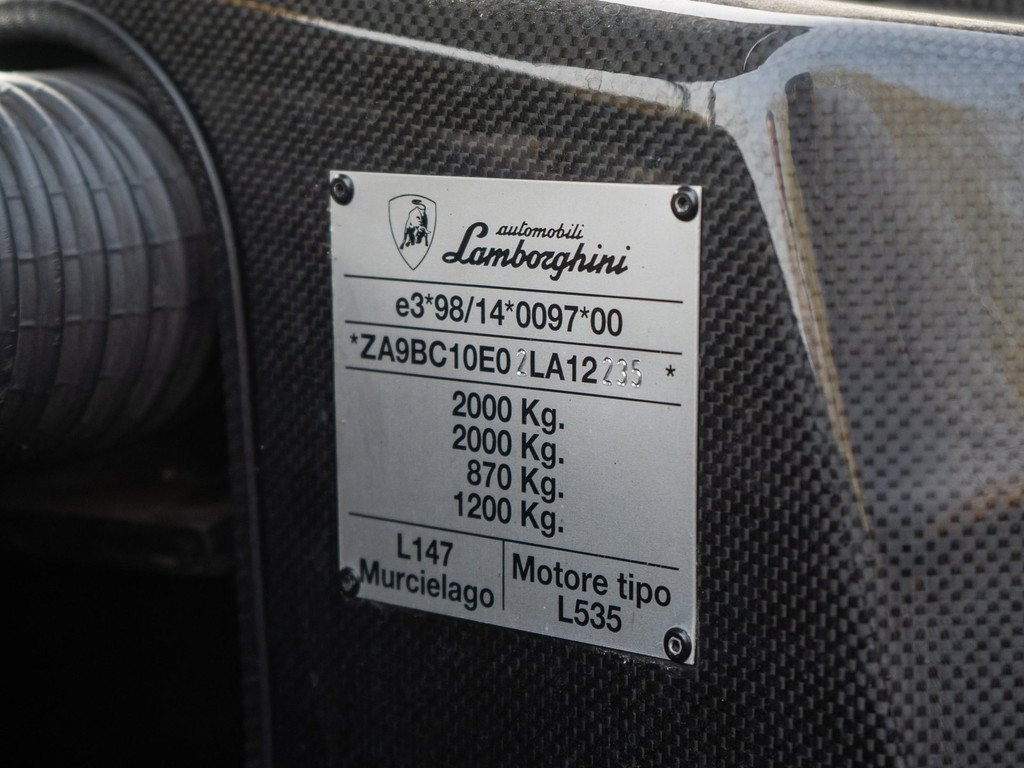 automobili
Lamborghini
e3*98/14*0097*00
*ZA9BC10E02LA12235 *
2000 Kg.
2000 Kg.
870 Kg.
1200 Kg.
L147
Murcielago
Motore tipo
L535